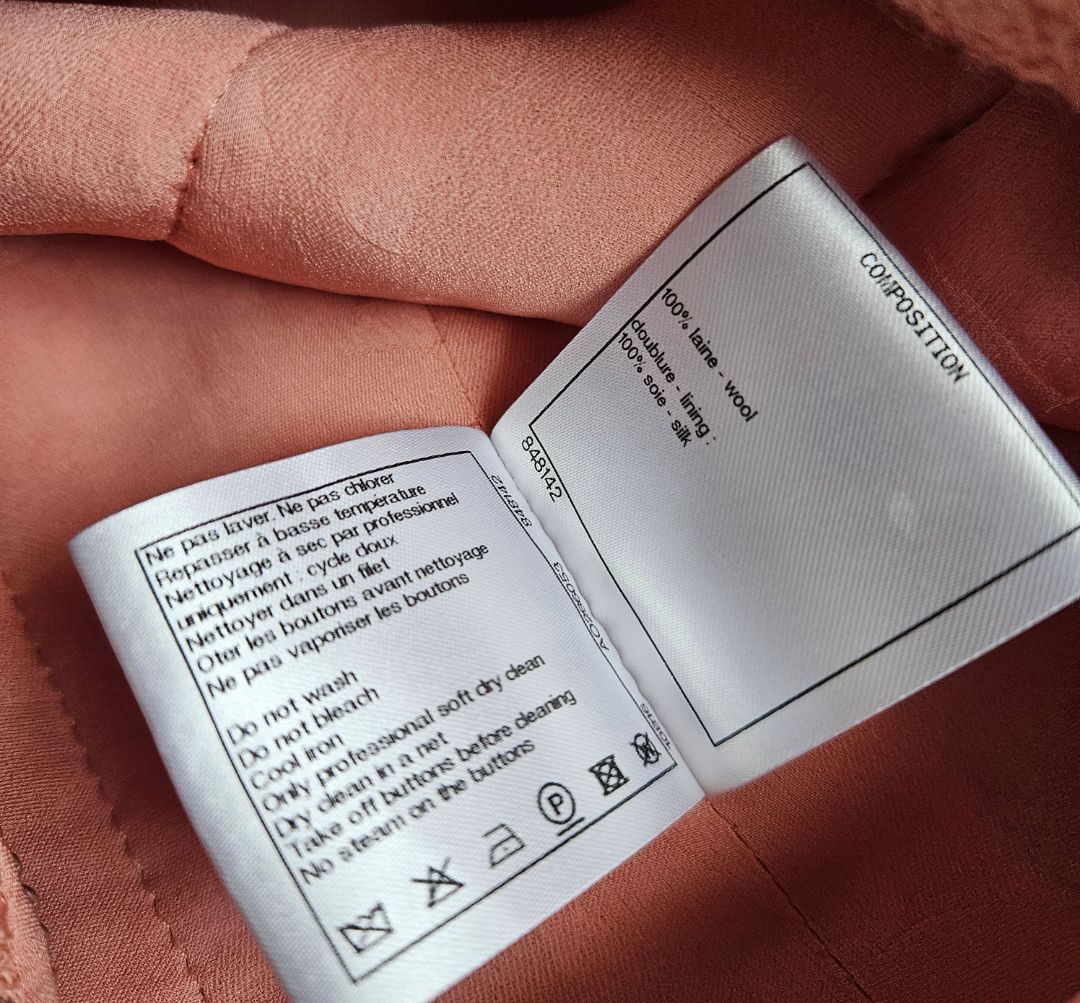 Ne pas laver. Ne pas chlorer
Repasser à basse température
Nettoyage à sec par professionnel
uniquement : cycle doux
Nettoyer dans un filet
Oter les boutons avant nettoyage
Ne pas vaporiser les boutons
Do not wash
Do not bleach
Cool iron
Only professional soft dry clean
Dry clean in a net
Take off buttons before cleaning
No steam on the buttons
P
848142
COMPOSITION
100% laine - wool
doublure - lining :
100% soie - silk
848142